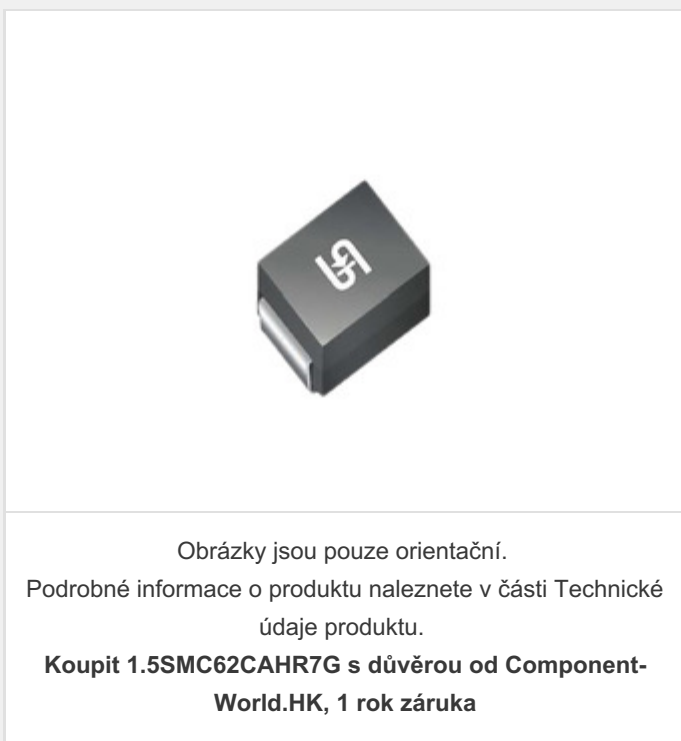 Obrázky jsou pouze orientační.
Podrobné informace o produktu naleznete v části Technické
údaje produktu.
Koupit 1.5SMC62CAHR7G s důvěrou od Component-
World.HK, 1 rok záruka